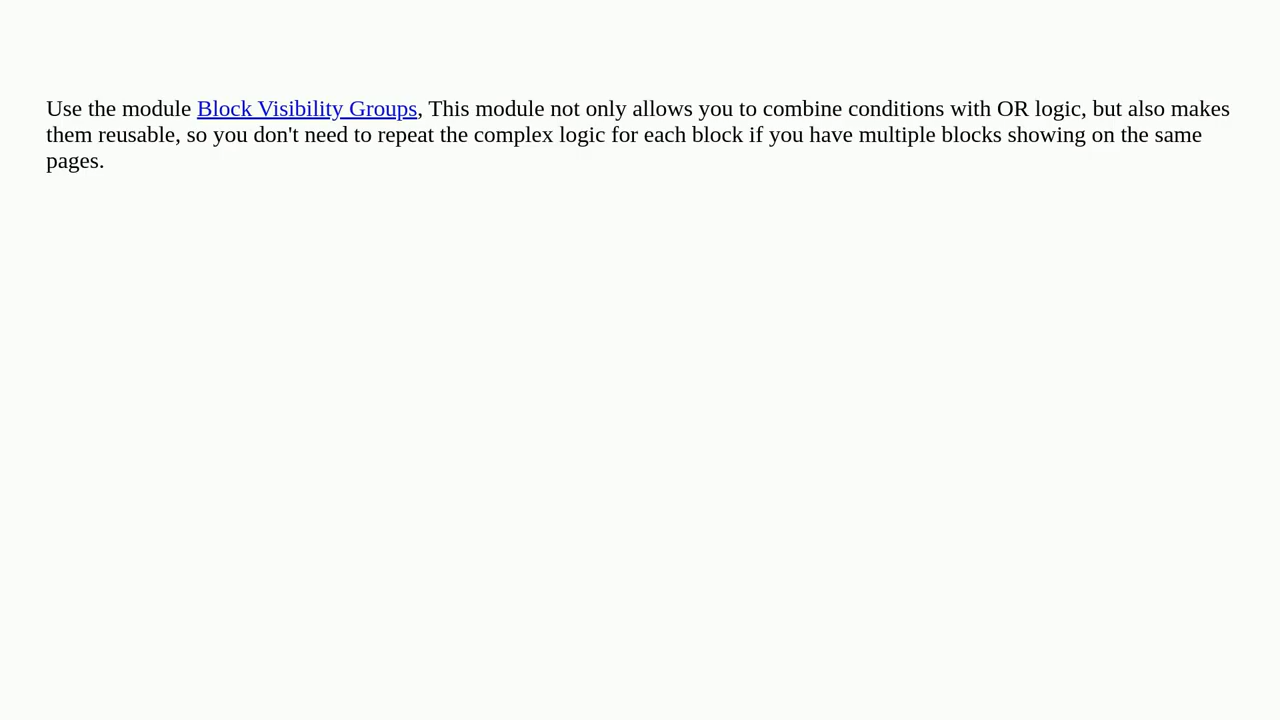 Use the module Block Visibility Groups, This module not only allows you to combine conditions with OR logic, but also makes
them reusable, so you don't need to repeat the complex logic for each block if you have multiple blocks showing on the same
pages.